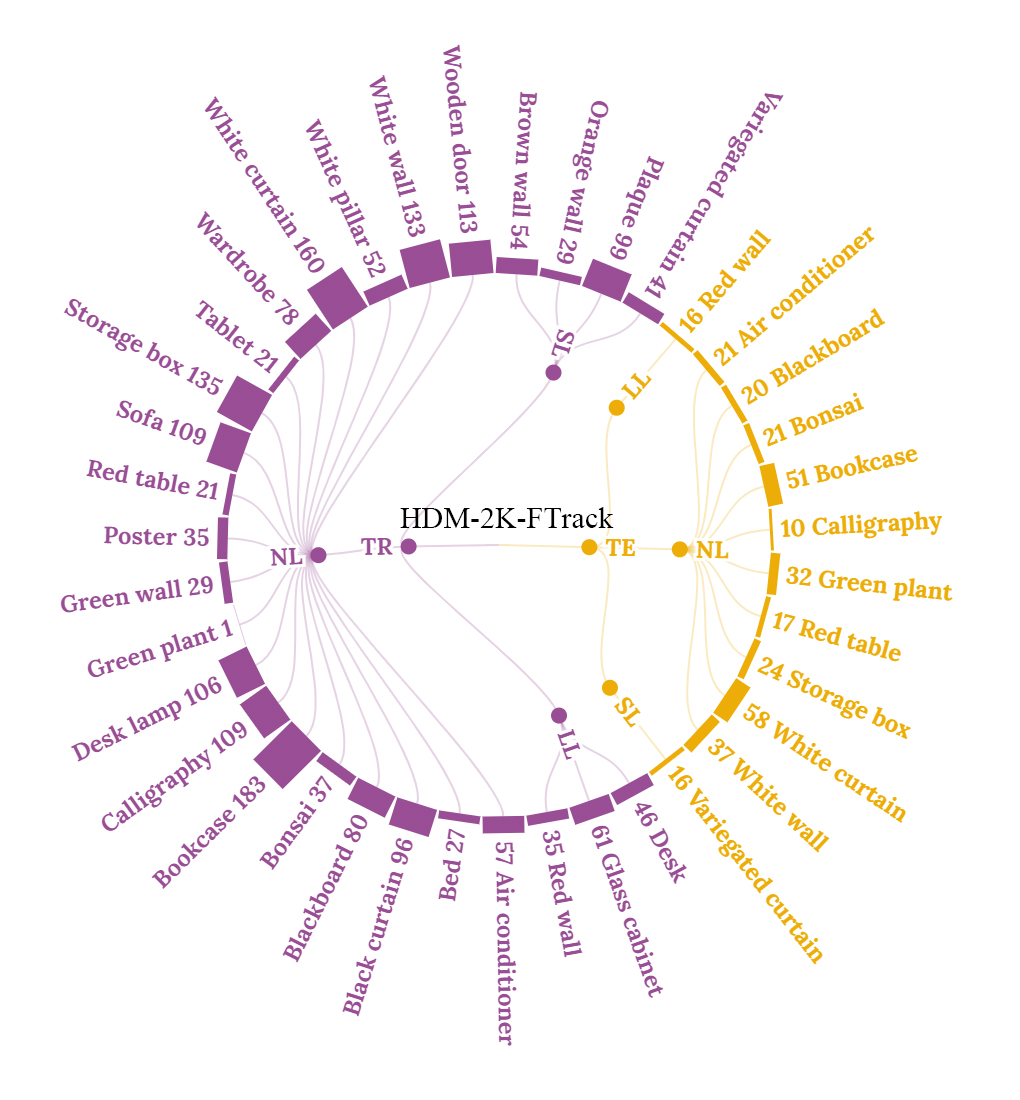 HDM-2K-FTrack
TR
SL
Brown wall 54
Orange wall 29
Plaque 99
Variegated curtain 41
NL
Wooden door 113
White wall 133
White pillar 52
White curtain 160
Wardrobe 78
Tablet 21
Storage box 135
Sofa 109
Red table 21
Poster 35
Green wall 29
Green plant 1
Desk lamp 106
Calligraphy 109
Bookcase 183
Bonsai 37
Blackboard 80
Black curtain 96
Bed 27
57 Air conditioner
LL
35 Red wall
61 Glass cabinet
46 Desk
TE
LL
16 Red wall
NL
21 Air conditioner
20 Blackboard
21 Bonsai
51 Bookcase
10 Calligraphy
32 Green plant
17 Red table
24 Storage box
58 White curtain
37 White wall
SL
16 Variegated curtain